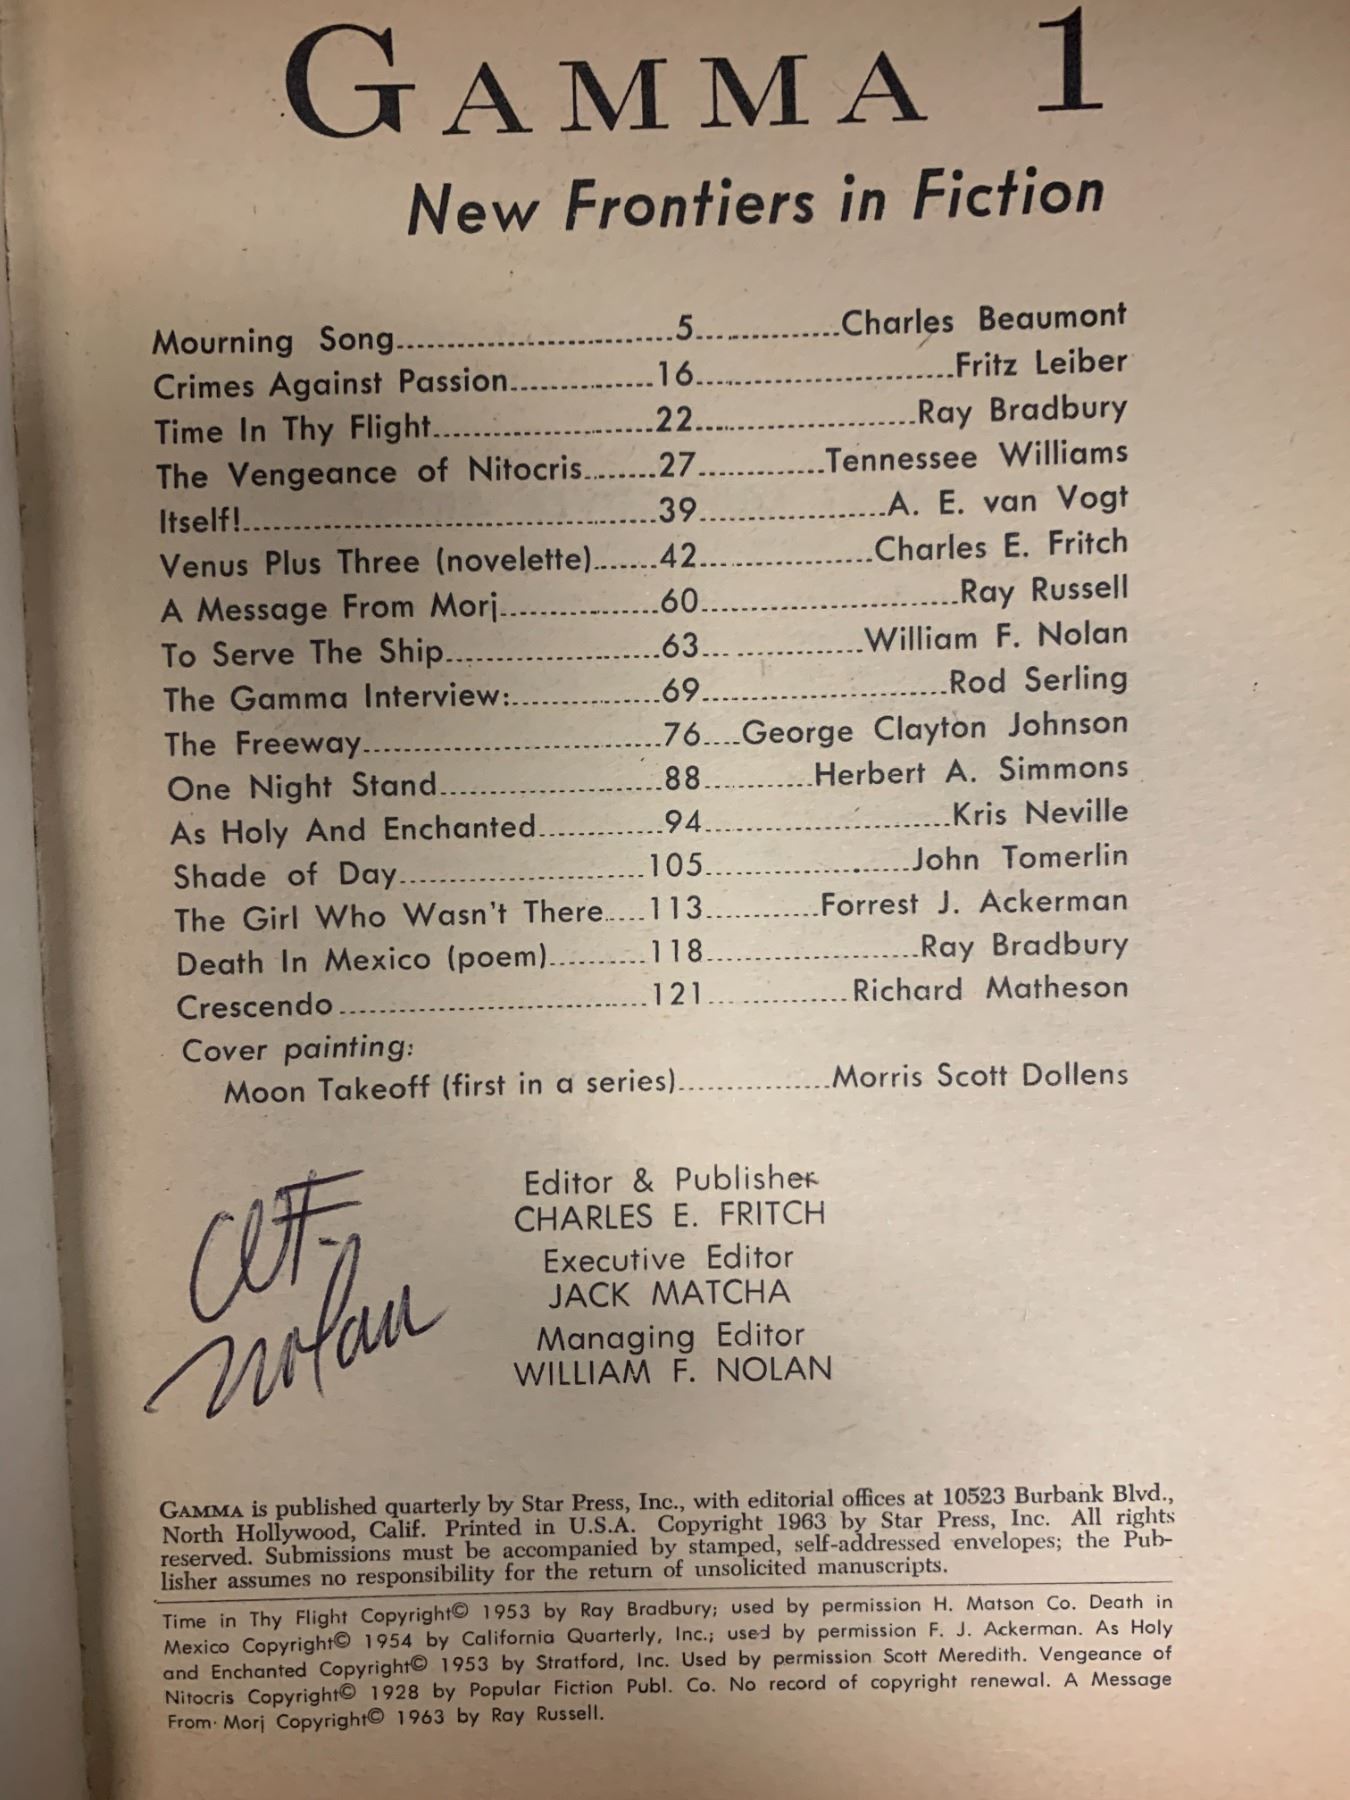 GAMMA 1
New Frontiers in Fiction
Mourning Song............................5..............Charles Beaumont
Crimes Against Passion..............16..........................Fritz Leiber
Time In Thy Flight......................22......................Ray Bradbury
The Vengeance of Nitocris........27.............Tennessee Williams
Itself!..........................................39...................A. E. van Vogt
Venus Plus Three (novelette).......42.................Charles E. Fritch
A Message From Morj................60..........................Ray Russell
To Serve The Ship......................63................William F. Nolan
The Gamma Interview:...............69.........................Rod Serling
The Freeway..............................76....George Clayton Johnson
One Night Stand.......................88...........Herbert A. Simmons
As Holy And Enchanted.............94.........................Kris Neville
Shade of Day.........................105.....................John Tomerlin
The Girl Who Wasn't There.....113............Forrest J. Ackerman
Death In Mexico (poem)..........118......................Ray Bradbury
Crescendo...............................121..............Richard Matheson
Cover painting:
Moon Takeoff (first in a series)................Morris Scott Dollens
Editor & Publisher
CHARLES E. FRITCH
Executive Editor
JACK MATCHA
Managing Editor
WILLIAM F. NOLAN
Nolan
GAMMA is published quarterly by Star Press, Inc., with editorial offices at 10523 Burbank Blvd.,
North Hollywood, Calif. Printed in U.S.A. Copyright 1963 by Star Press, Inc. All rights
reserved. Submissions must be accompanied by stamped, self-addressed envelopes; the Pub-
lisher assumes no responsibility for the return of unsolicited manuscripts.
Time in Thy Flight Copyright© 1953 by Ray Bradbury; used by permission H. Matson Co. Death in
Mexico Copyright© 1954 by California Quarterly, Inc.; used by permission F. J. Ackerman. As Holy
and Enchanted Copyright© 1953 by Stratford, Inc. Used by permission Scott Meredith. Vengeance of
Nitocris Copyright© 1928 by Popular Fiction Publ. Co. No record of copyright renewal. A Message
From Morj Copyright© 1963 by Ray Russell.